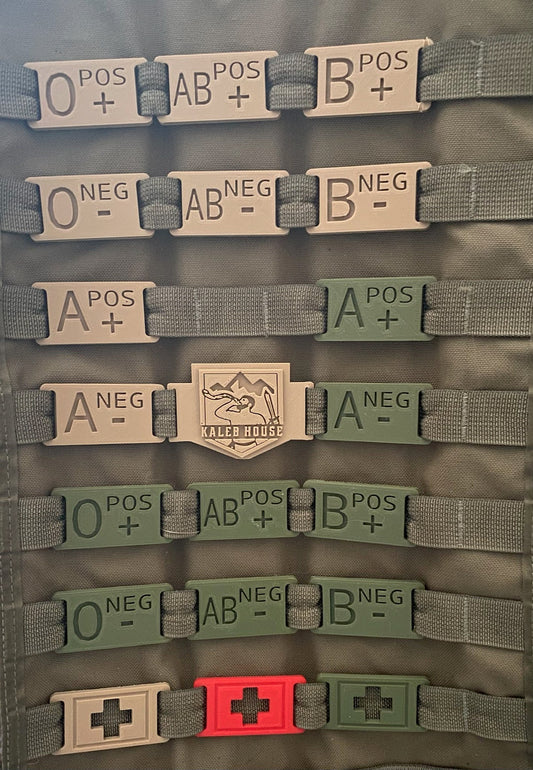 O POS + AB POS + B POS +
O NEG - AB NEG - B NEG -
A POS + A POS +
A NEG - KALEB HOUSE A NEG -
O POS + AB POS + B POS +
O NEG - AB NEG - B NEG -